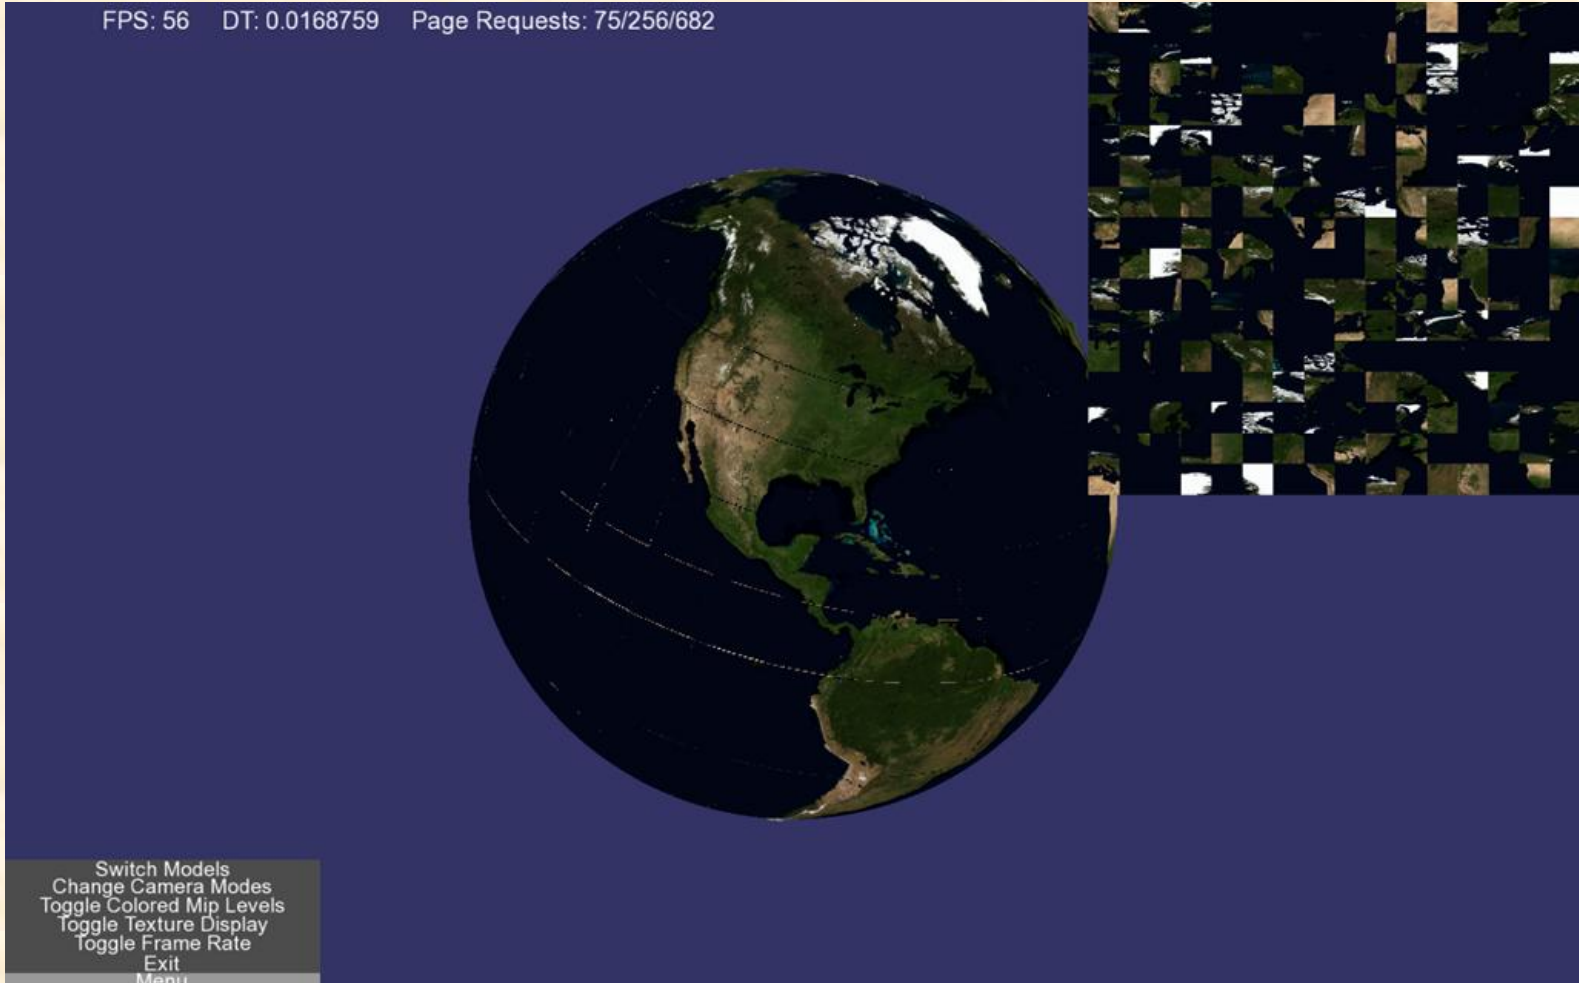 FPS: 56 DT: 0.0168759 Page Requests: 75/256/682
Switch Models
Change Camera Modes
Toggle Colored Mip Levels
Toggle Texture Display
Toggle Frame Rate
Exit
Menu